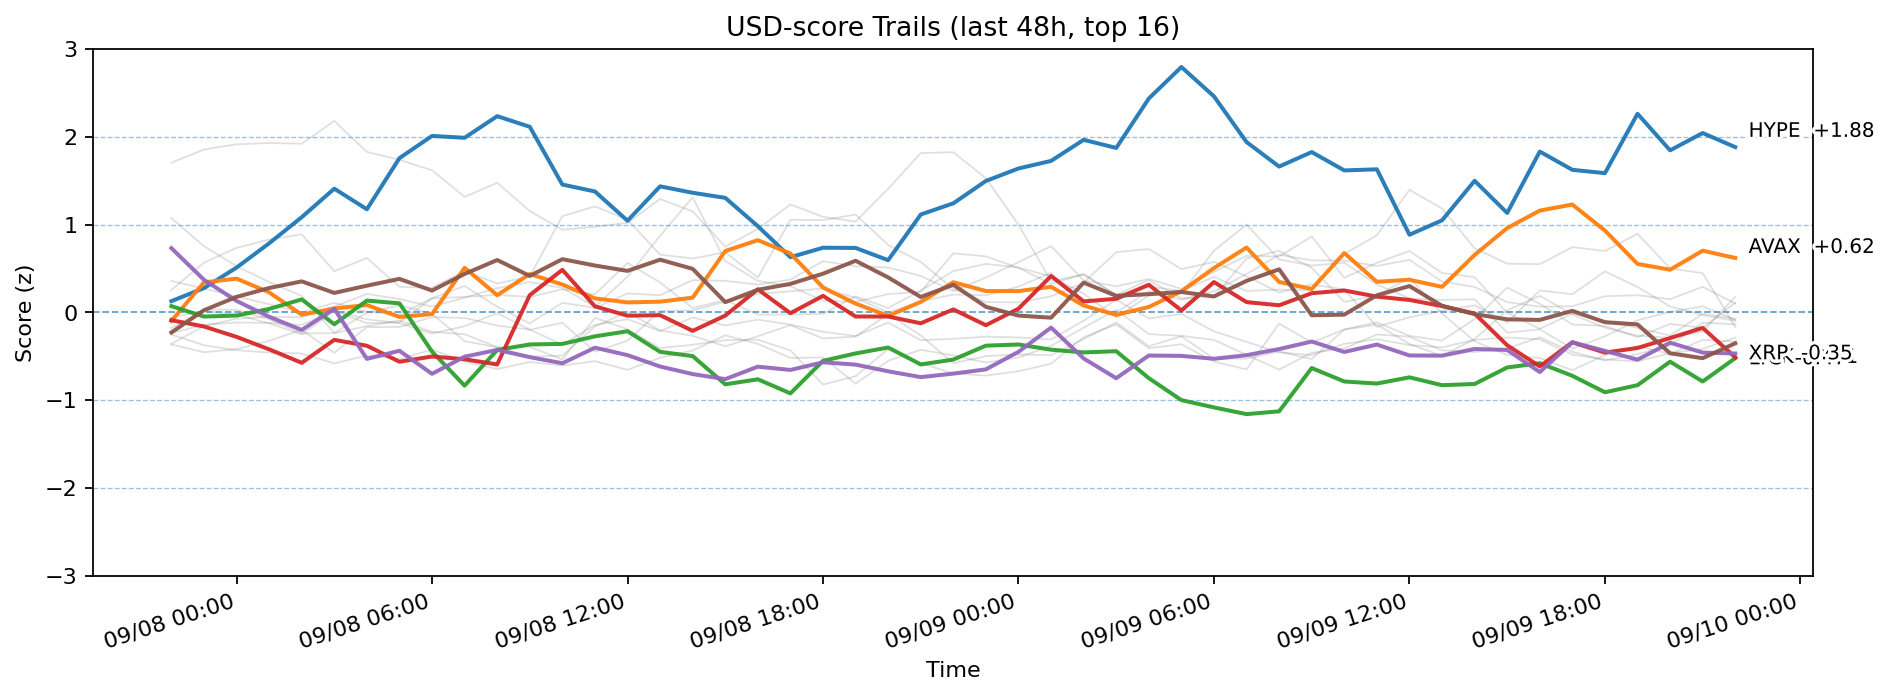 USD-score Trails (last 48h, top 16)
Score (z)
3
2
1
0
−1
−2
−3
HYPE +1.88
AVAX +0.62
XRP -0.35
09/08 00:00
09/08 06:00
09/08 12:00
09/08 18:00
09/09 00:00
09/09 06:00
09/09 12:00
09/09 18:00
09/10 00:00
Time